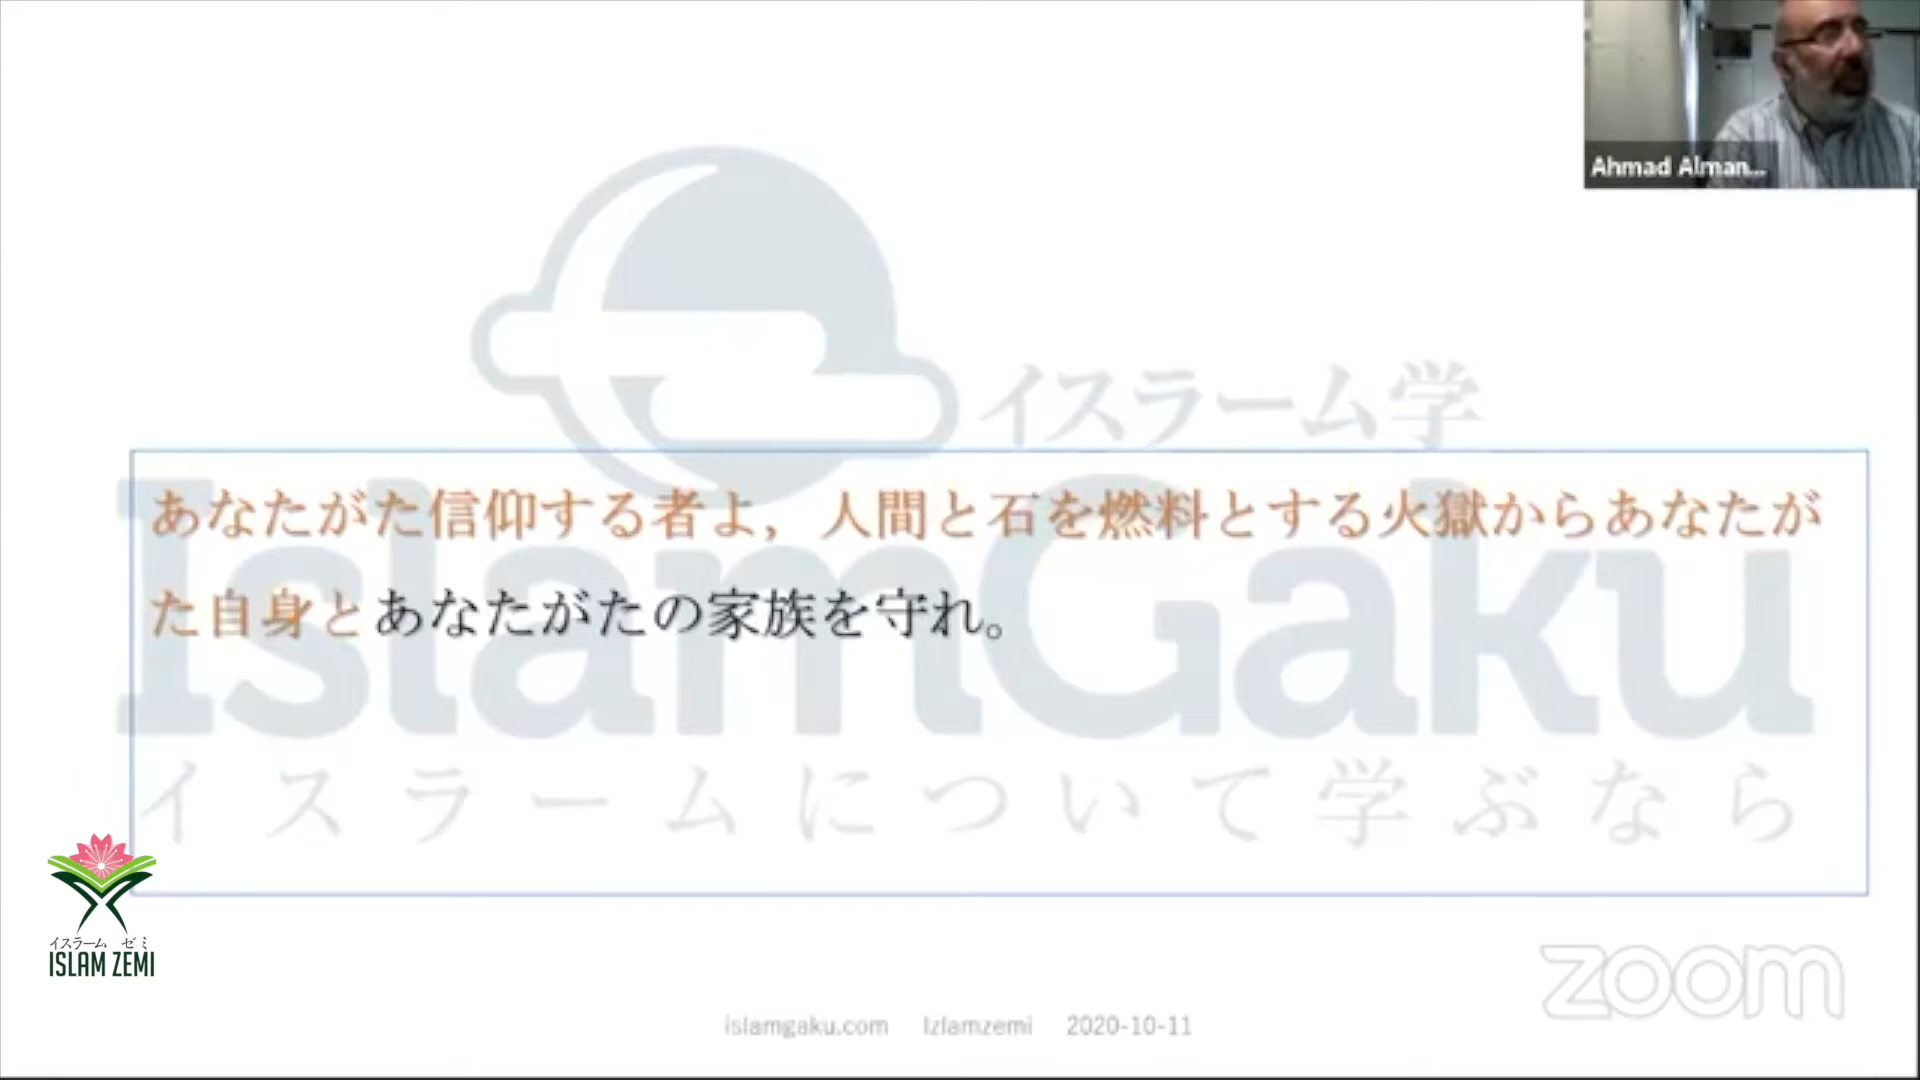 Ahmad Alman...
イスラーム学
あなたがた信仰する者よ，人間と石を燃料とする火獄からあなたが
た自身とあなたがたの家族を守れ。
IslamGaku
イスラームについて学ぶなら
イスラーム ゼミ
ISLAM ZEMI
zoom
islamgaku.com Izlamzemi 2020-10-11